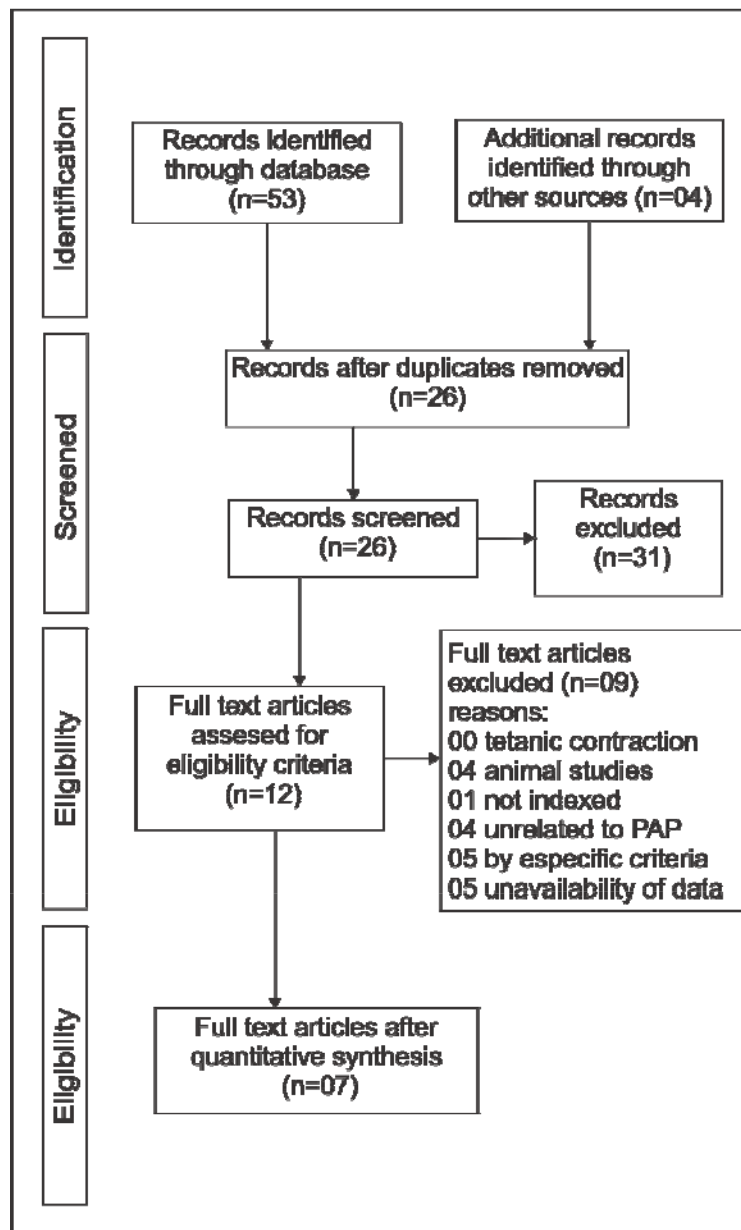 Identification
Records identified
through database
(n=53)
Additional records
identified through
other sources (n=04)
Screened
Records after duplicates removed
(n=26)
Records screened
(n=26)
Records
excluded
(n=31)
Eligibility
Full text articles
assesed for
eligibility criteria
(n=12)
Full text articles
excluded (n=09)
reasons:
00 tetanic contraction
04 animal studies
01 not indexed
04 unrelated to PAP
05 by especific criteria
05 unavailability of data
Eligibility
Full text articles after
quantitative synthesis
(n=07)